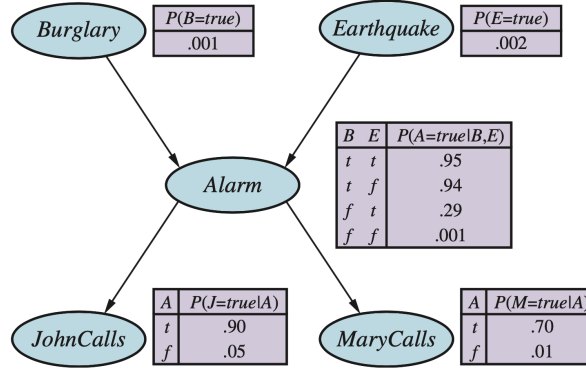 Burglary
P(B=true)
.001
Earthquake
P(E=true)
.002
B E P(A=true|B,E)
t t .95
t f .94
f t .29
f f .001
Alarm
JohnCalls
A P(J=true|A)
t .90
f .05
MaryCalls
A P(M=true|A)
t .70
f .01